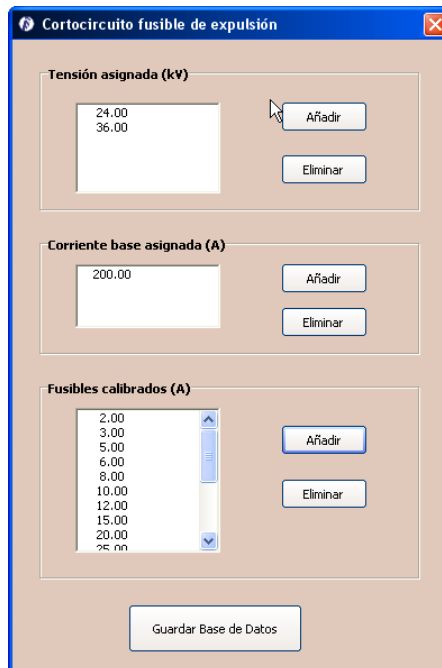 Cortocircuito fusible de expulsión
Tensión asignada (kV)
24.00
36.00
Añadir
Eliminar
Corriente base asignada (A)
200.00
Añadir
Eliminar
Fusibles calibrados (A)
2.00
3.00
5.00
6.00
8.00
10.00
12.00
15.00
20.00
25.00
Añadir
Eliminar
Guardar Base de Datos